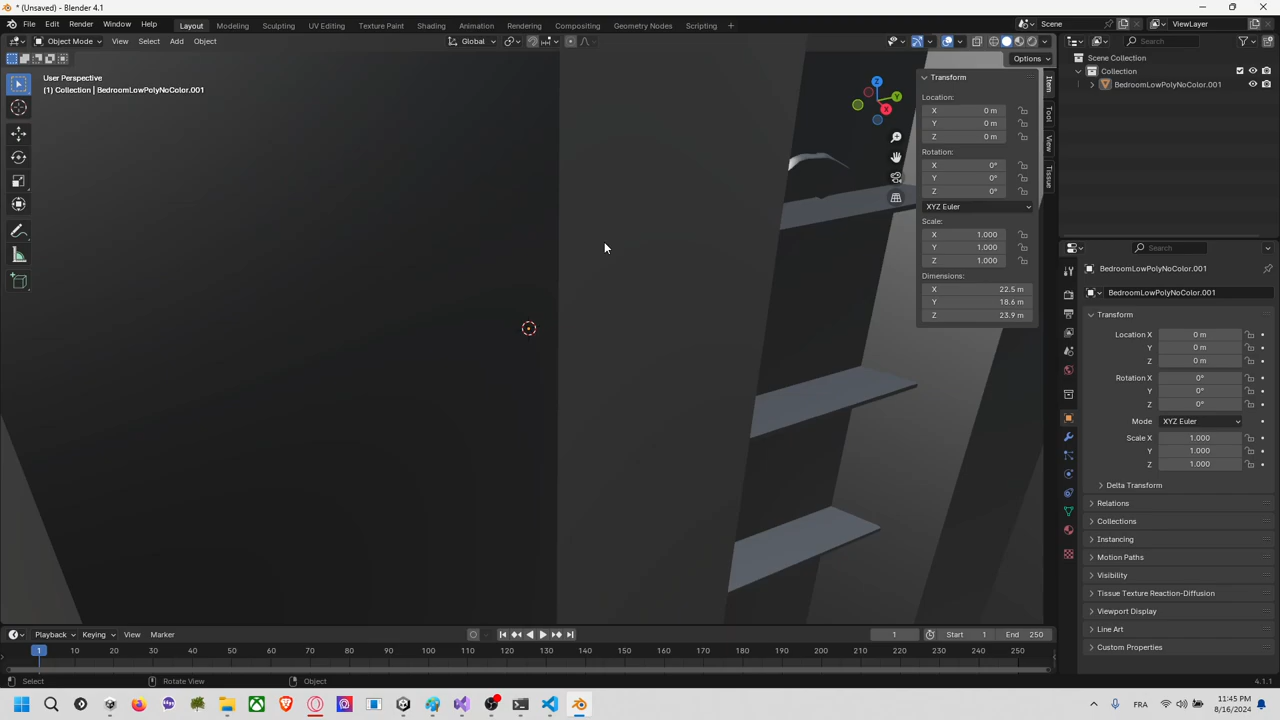 * (Unsaved) - Blender 4.1
File Edit Render Window Help
Layout Modeling Sculpting UV Editing Texture Paint Shading Animation Rendering Compositing Geometry Nodes Scripting +
Scene ViewLayer
Object Mode View Select Add Object Global
Search
Options
User Perspective
(1) Collection | BedroomLowPolyNoColor.001
Scene Collection
Collection
BedroomLowPolyNoColor.001
Z
Y
X
Item
Tool
View
Tissue
Transform
Location:
X 0 m
Y 0 m
Z 0 m
Rotation:
X 0°
Y 0°
Z 0°
XYZ Euler
Scale:
X 1.000
Y 1.000
Z 1.000
Dimensions:
X 22.5 m
Y 18.6 m
Z 23.9 m
Search
BedroomLowPolyNoColor.001
BedroomLowPolyNoColor.001
Transform
Location X 0 m
Y 0 m
Z 0 m
Rotation X 0°
Y 0°
Z 0°
Mode XYZ Euler
Scale X 1.000
Y 1.000
Z 1.000
Delta Transform
Relations
Collections
Instancing
Motion Paths
Visibility
Tissue Texture Reaction-Diffusion
Viewport Display
Line Art
Custom Properties
Playback Keying View Marker
1 Start 1 End 250
1 10 20 30 40 50 60 70 80 90 100 110 120 130 140 150 160 170 180 190 200 210 220 230 240 250
Select Rotate View Object
4.1.1
FRA
11:45 PM
8/16/2024